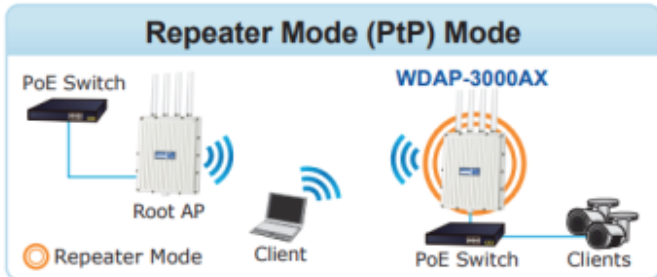 Repeater Mode (PtP) Mode
PoE Switch
WDAP-3000AX
Root AP
Client
Repeater Mode
PoE Switch
Clients